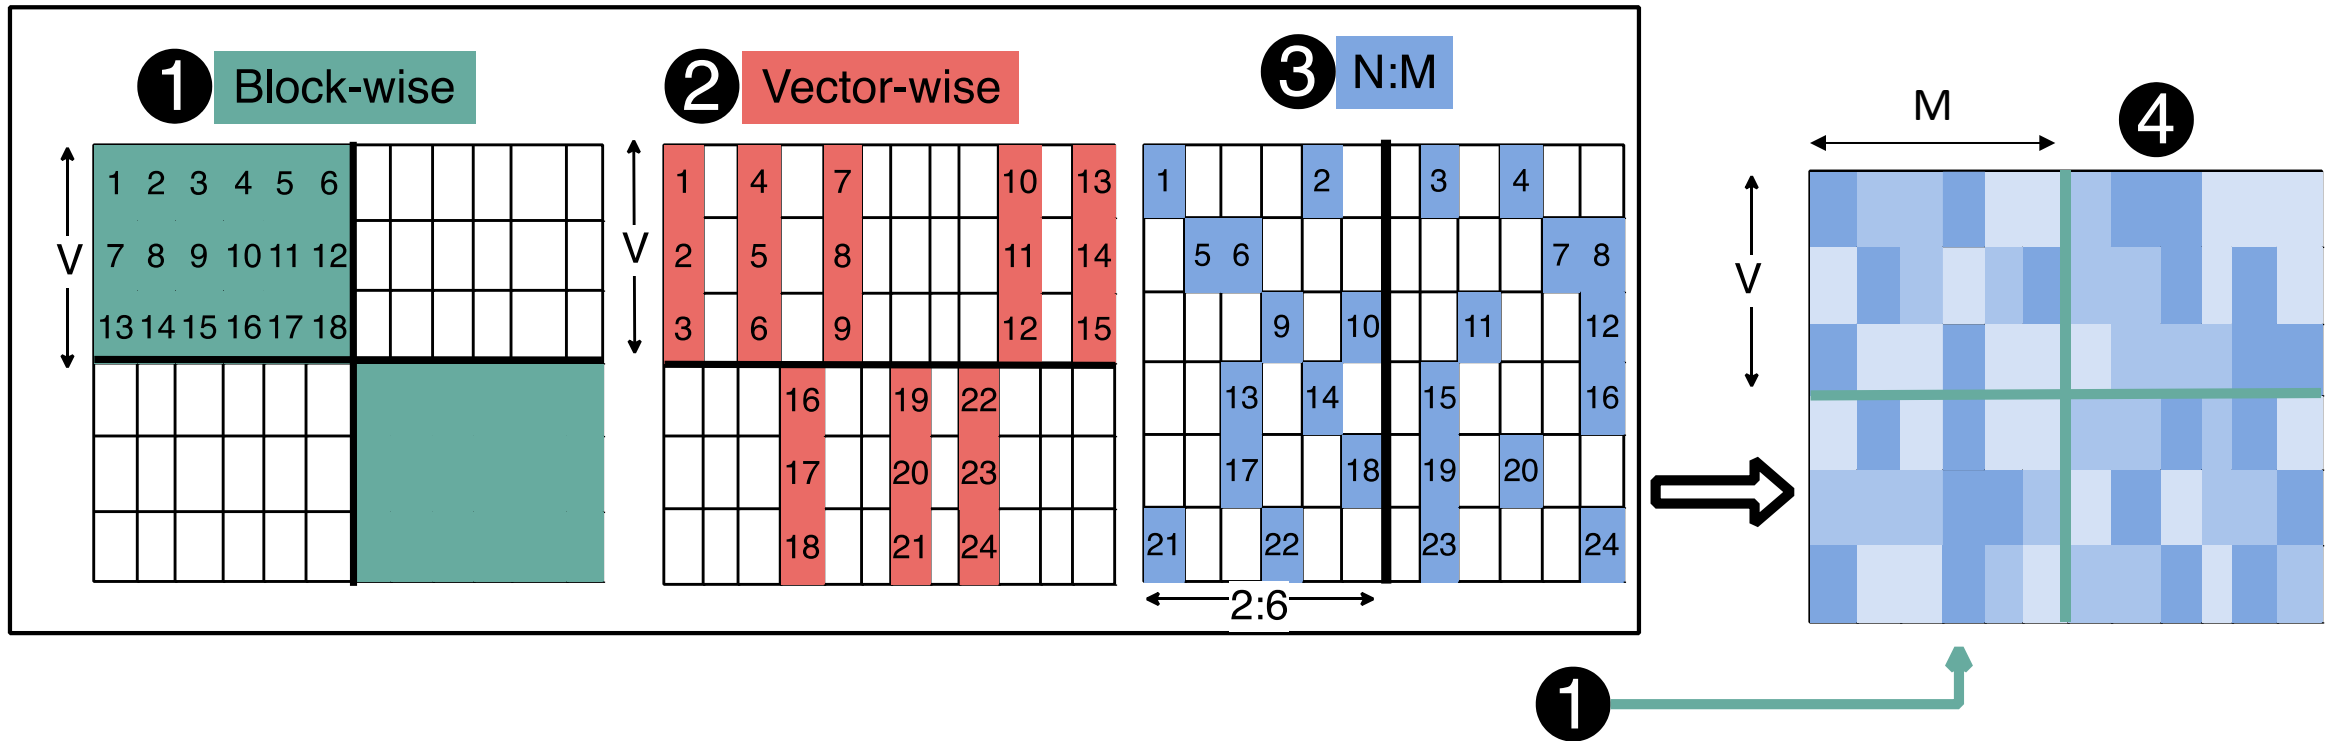 1 Block-wise
V
1 2 3 4 5 6
7 8 9 10 11 12
13 14 15 16 17 18
2 Vector-wise
V
1 4 7 10 13
2 5 8 11 14
3 6 9 12 15
16 19 22
17 20 23
18 21 24
3 N:M
1 2 3 4
5 6 7 8
9 10 11 12
13 14 15 16
17 18 19 20
21 22 23 24
2:6
M
4
V
1